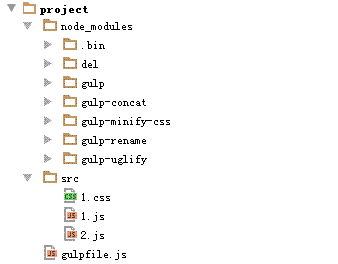 project
node_modules
.bin
del
gulp
gulp-concat
gulp-minify-css
gulp-rename
gulp-uglify
src
CSS 1.css
JS 1.js
JS 2.js
JS gulpfile.js